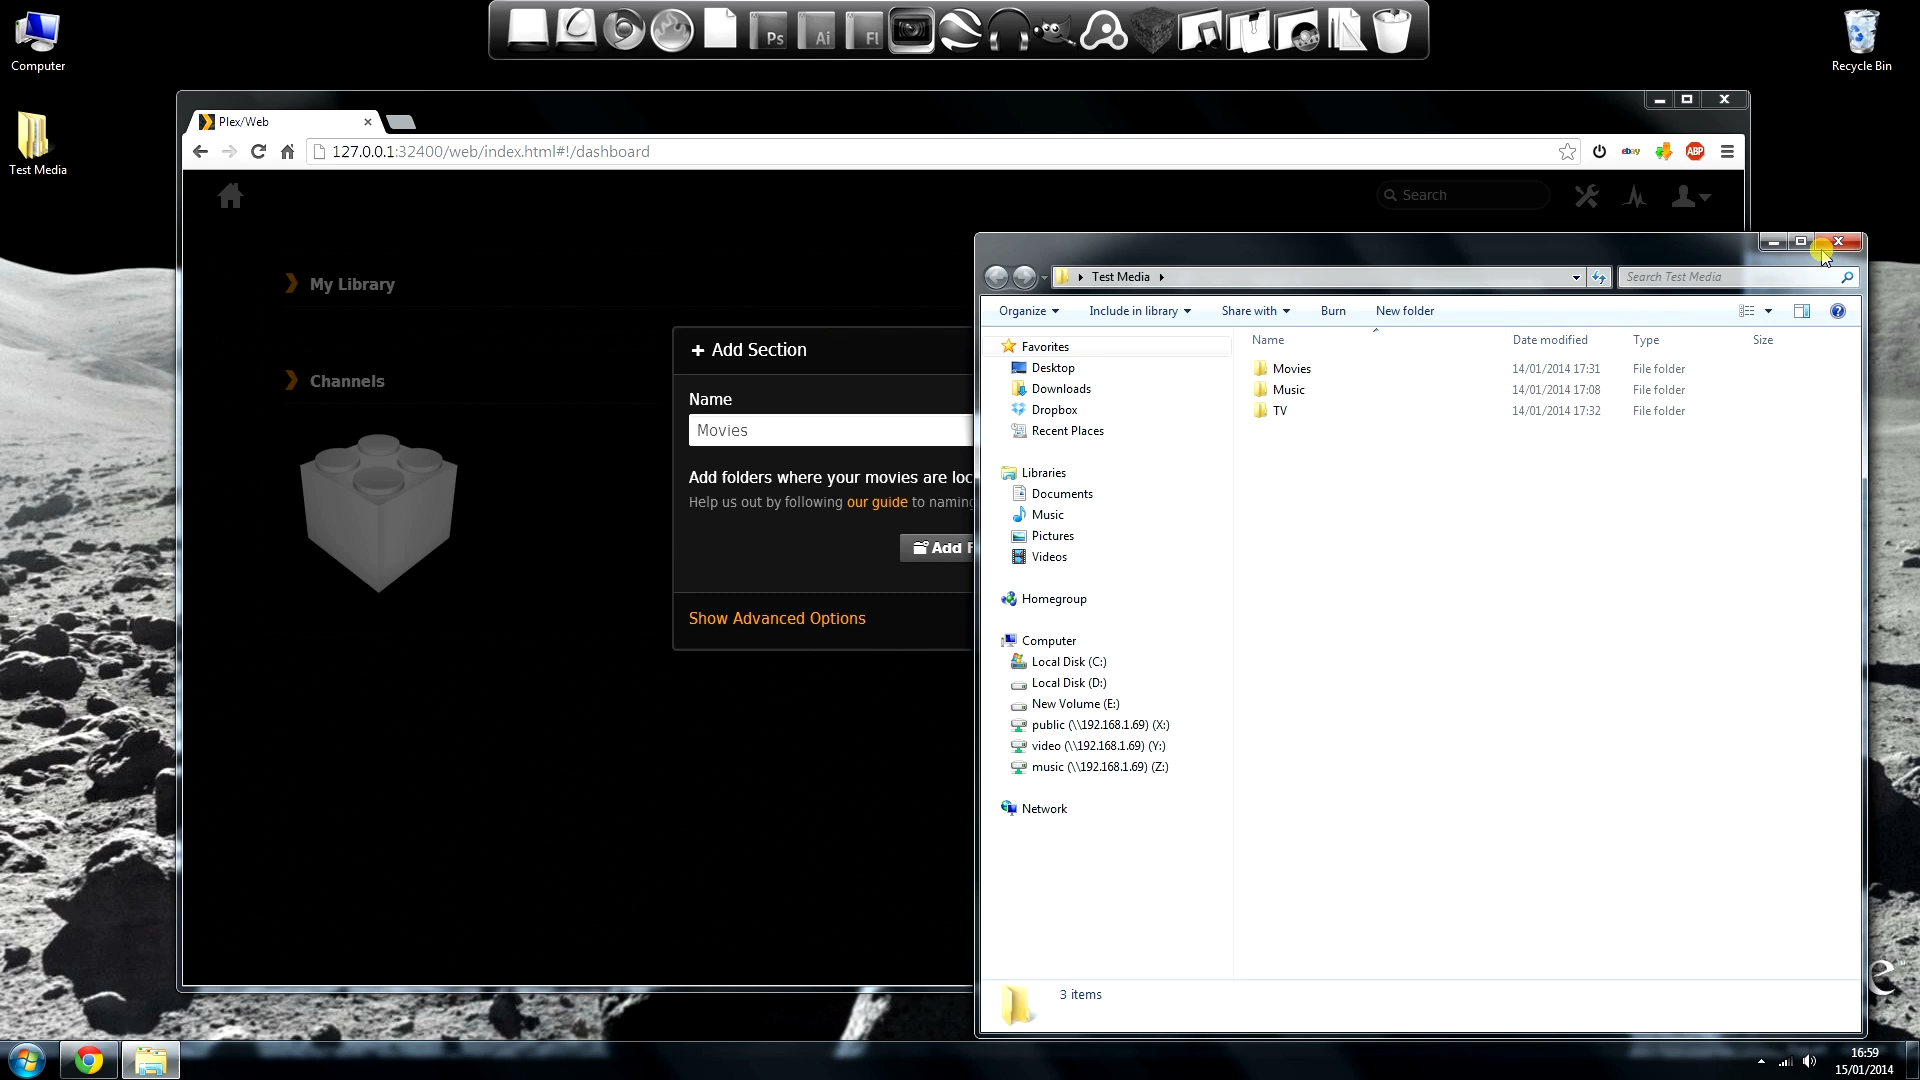 Computer
Recycle Bin
Test Media
Ps
Ai
Fl
Plex/Web
127.0.0.1:32400/web/index.html#!/dashboard
ebay
ABP
Search
My Library
Channels
Add Section
Name
Movies
Add folders where your movies are loc
Help us out by following our guide to naming
Add F
Show Advanced Options
Test Media
Search Test Media
Organize
Include in library
Share with
Burn
New folder
Name
Date modified
Type
Size
Favorites
Desktop
Downloads
Dropbox
Recent Places
Libraries
Documents
Music
Pictures
Videos
Homegroup
Computer
Local Disk (C:)
Local Disk (D:)
New Volume (E:)
public (\\192.168.1.69) (X:)
video (\\192.168.1.69) (Y:)
music (\\192.168.1.69) (Z:)
Network
Movies 14/01/2014 17:31 File folder
Music 14/01/2014 17:08 File folder
TV 14/01/2014 17:32 File folder
3 items
e
16:59
15/01/2014